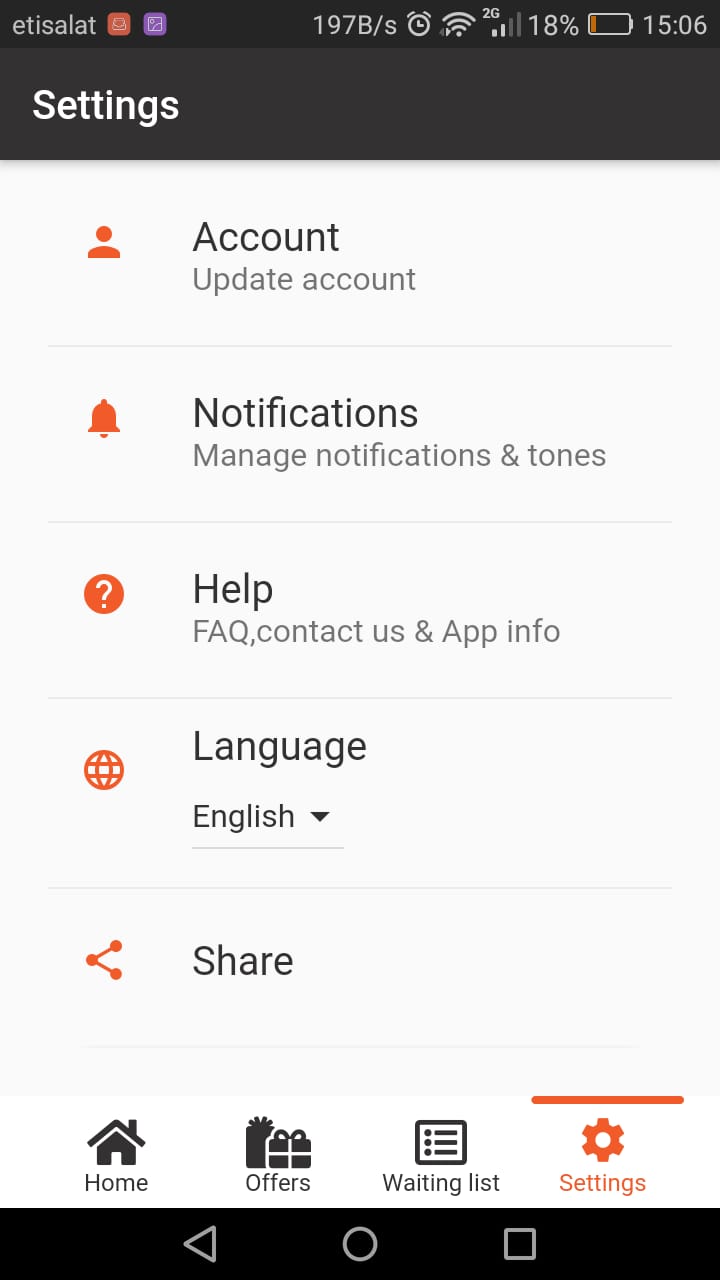 etisalat 197B/s 2G 18% 15:06
Settings
Account
Update account
Notifications
Manage notifications & tones
Help
FAQ,contact us & App info
Language
English
Share
Home Offers Waiting list Settings